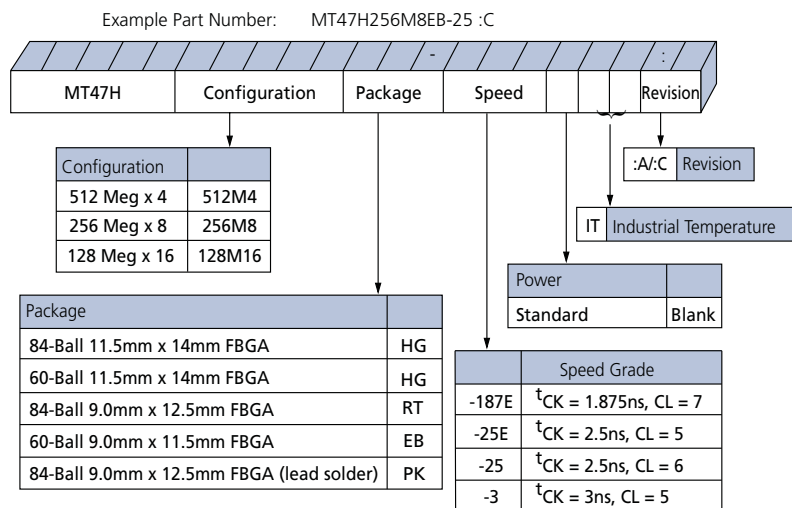 Example Part Number: MT47H256M8EB-25 :C
- :
MT47H Configuration Package Speed Revision
Configuration
512 Meg x 4 512M4
256 Meg x 8 256M8
128 Meg x 16 128M16
:A/:C Revision
IT Industrial Temperature
Power
Standard Blank
Package
84-Ball 11.5mm x 14mm FBGA HG
60-Ball 11.5mm x 14mm FBGA HG
84-Ball 9.0mm x 12.5mm FBGA RT
60-Ball 9.0mm x 11.5mm FBGA EB
84-Ball 9.0mm x 12.5mm FBGA (lead solder) PK
Speed Grade
-187E tCK = 1.875ns, CL = 7
-25E tCK = 2.5ns, CL = 5
-25 tCK = 2.5ns, CL = 6
-3 tCK = 3ns, CL = 5